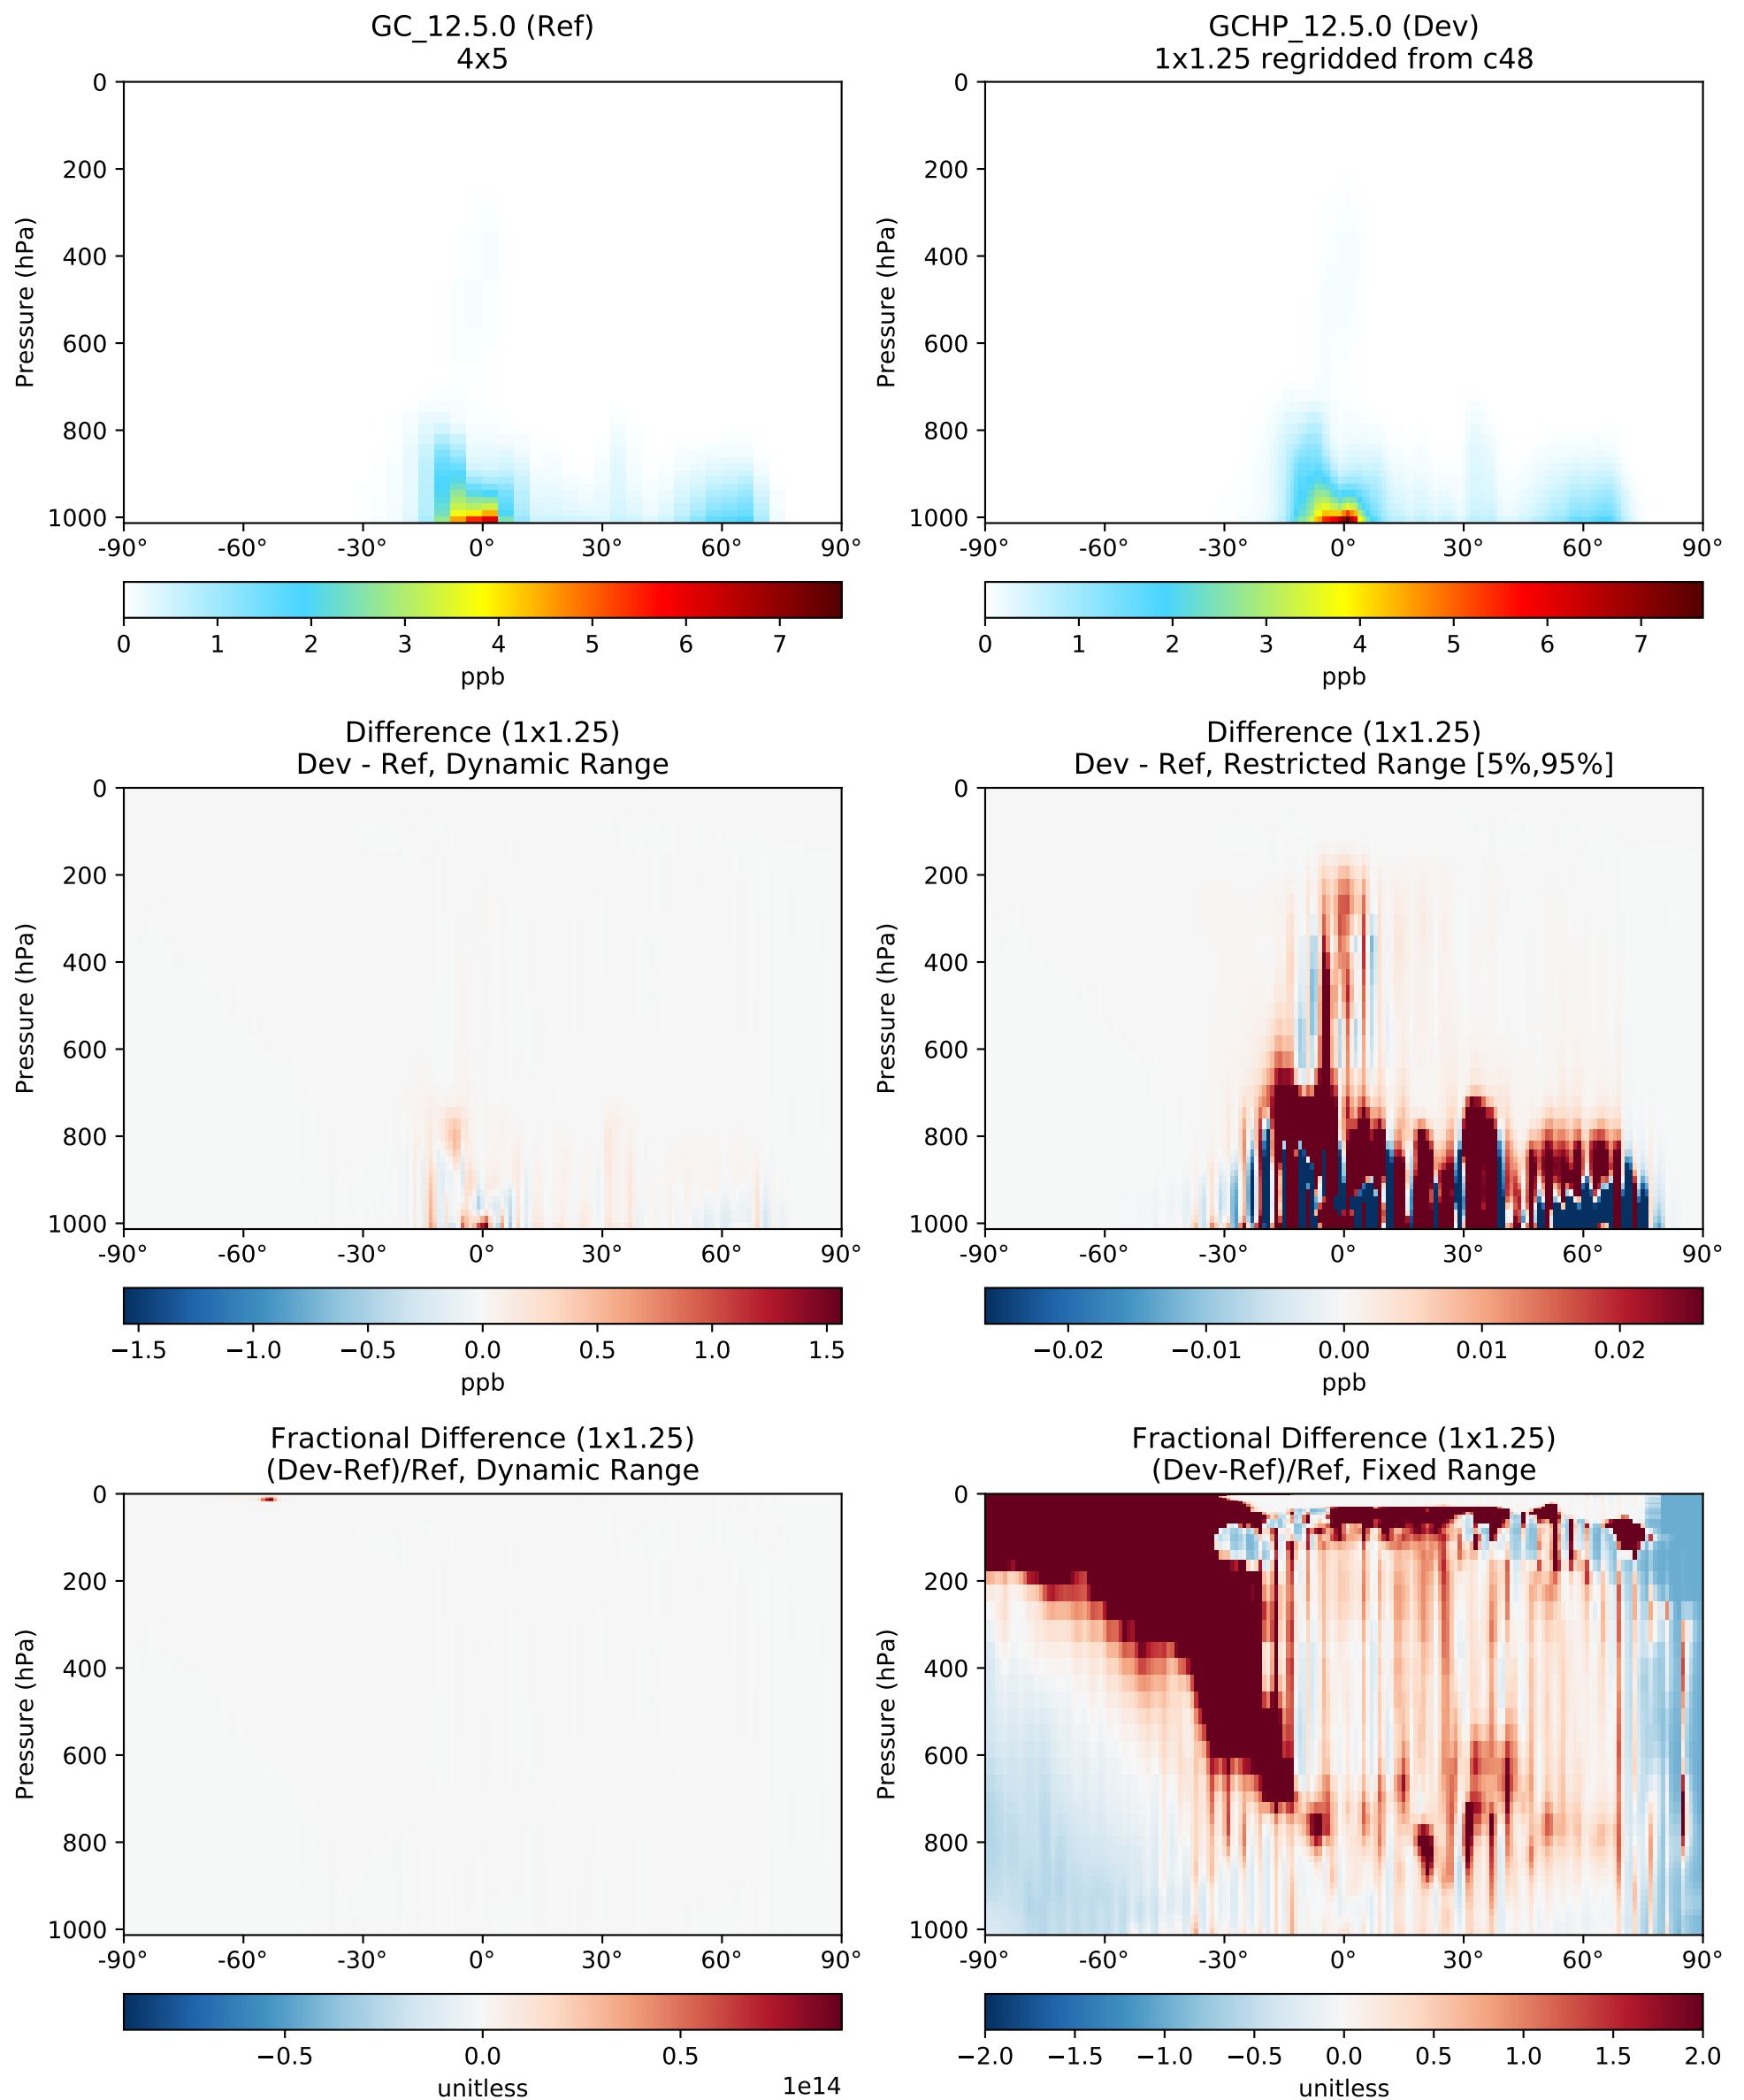 GC_12.5.0 (Ref)
4x5
GCHP_12.5.0 (Dev)
1x1.25 regridded from c48
0
200
400
600
800
1000
Pressure (hPa)
-90° -60° -30° 0° 30° 60° 90°
0 1 2 3 4 5 6 7
ppb
0
200
400
600
800
1000
Pressure (hPa)
-90° -60° -30° 0° 30° 60° 90°
0 1 2 3 4 5 6 7
ppb
Difference (1x1.25)
Dev - Ref, Dynamic Range
0
200
400
600
800
1000
Pressure (hPa)
-90° -60° -30° 0° 30° 60° 90°
−1.5 −1.0 −0.5 0.0 0.5 1.0 1.5
ppb
Difference (1x1.25)
Dev - Ref, Restricted Range [5%,95%]
0
200
400
600
800
1000
Pressure (hPa)
-90° -60° -30° 0° 30° 60° 90°
−0.02 −0.01 0.00 0.01 0.02
ppb
Fractional Difference (1x1.25)
(Dev-Ref)/Ref, Dynamic Range
0
200
400
600
800
1000
Pressure (hPa)
-90° -60° -30° 0° 30° 60° 90°
−0.5 0.0 0.5
1e14
unitless
Fractional Difference (1x1.25)
(Dev-Ref)/Ref, Fixed Range
0
200
400
600
800
1000
Pressure (hPa)
-90° -60° -30° 0° 30° 60° 90°
−2.0 −1.5 −1.0 −0.5 0.0 0.5 1.0 1.5 2.0
unitless